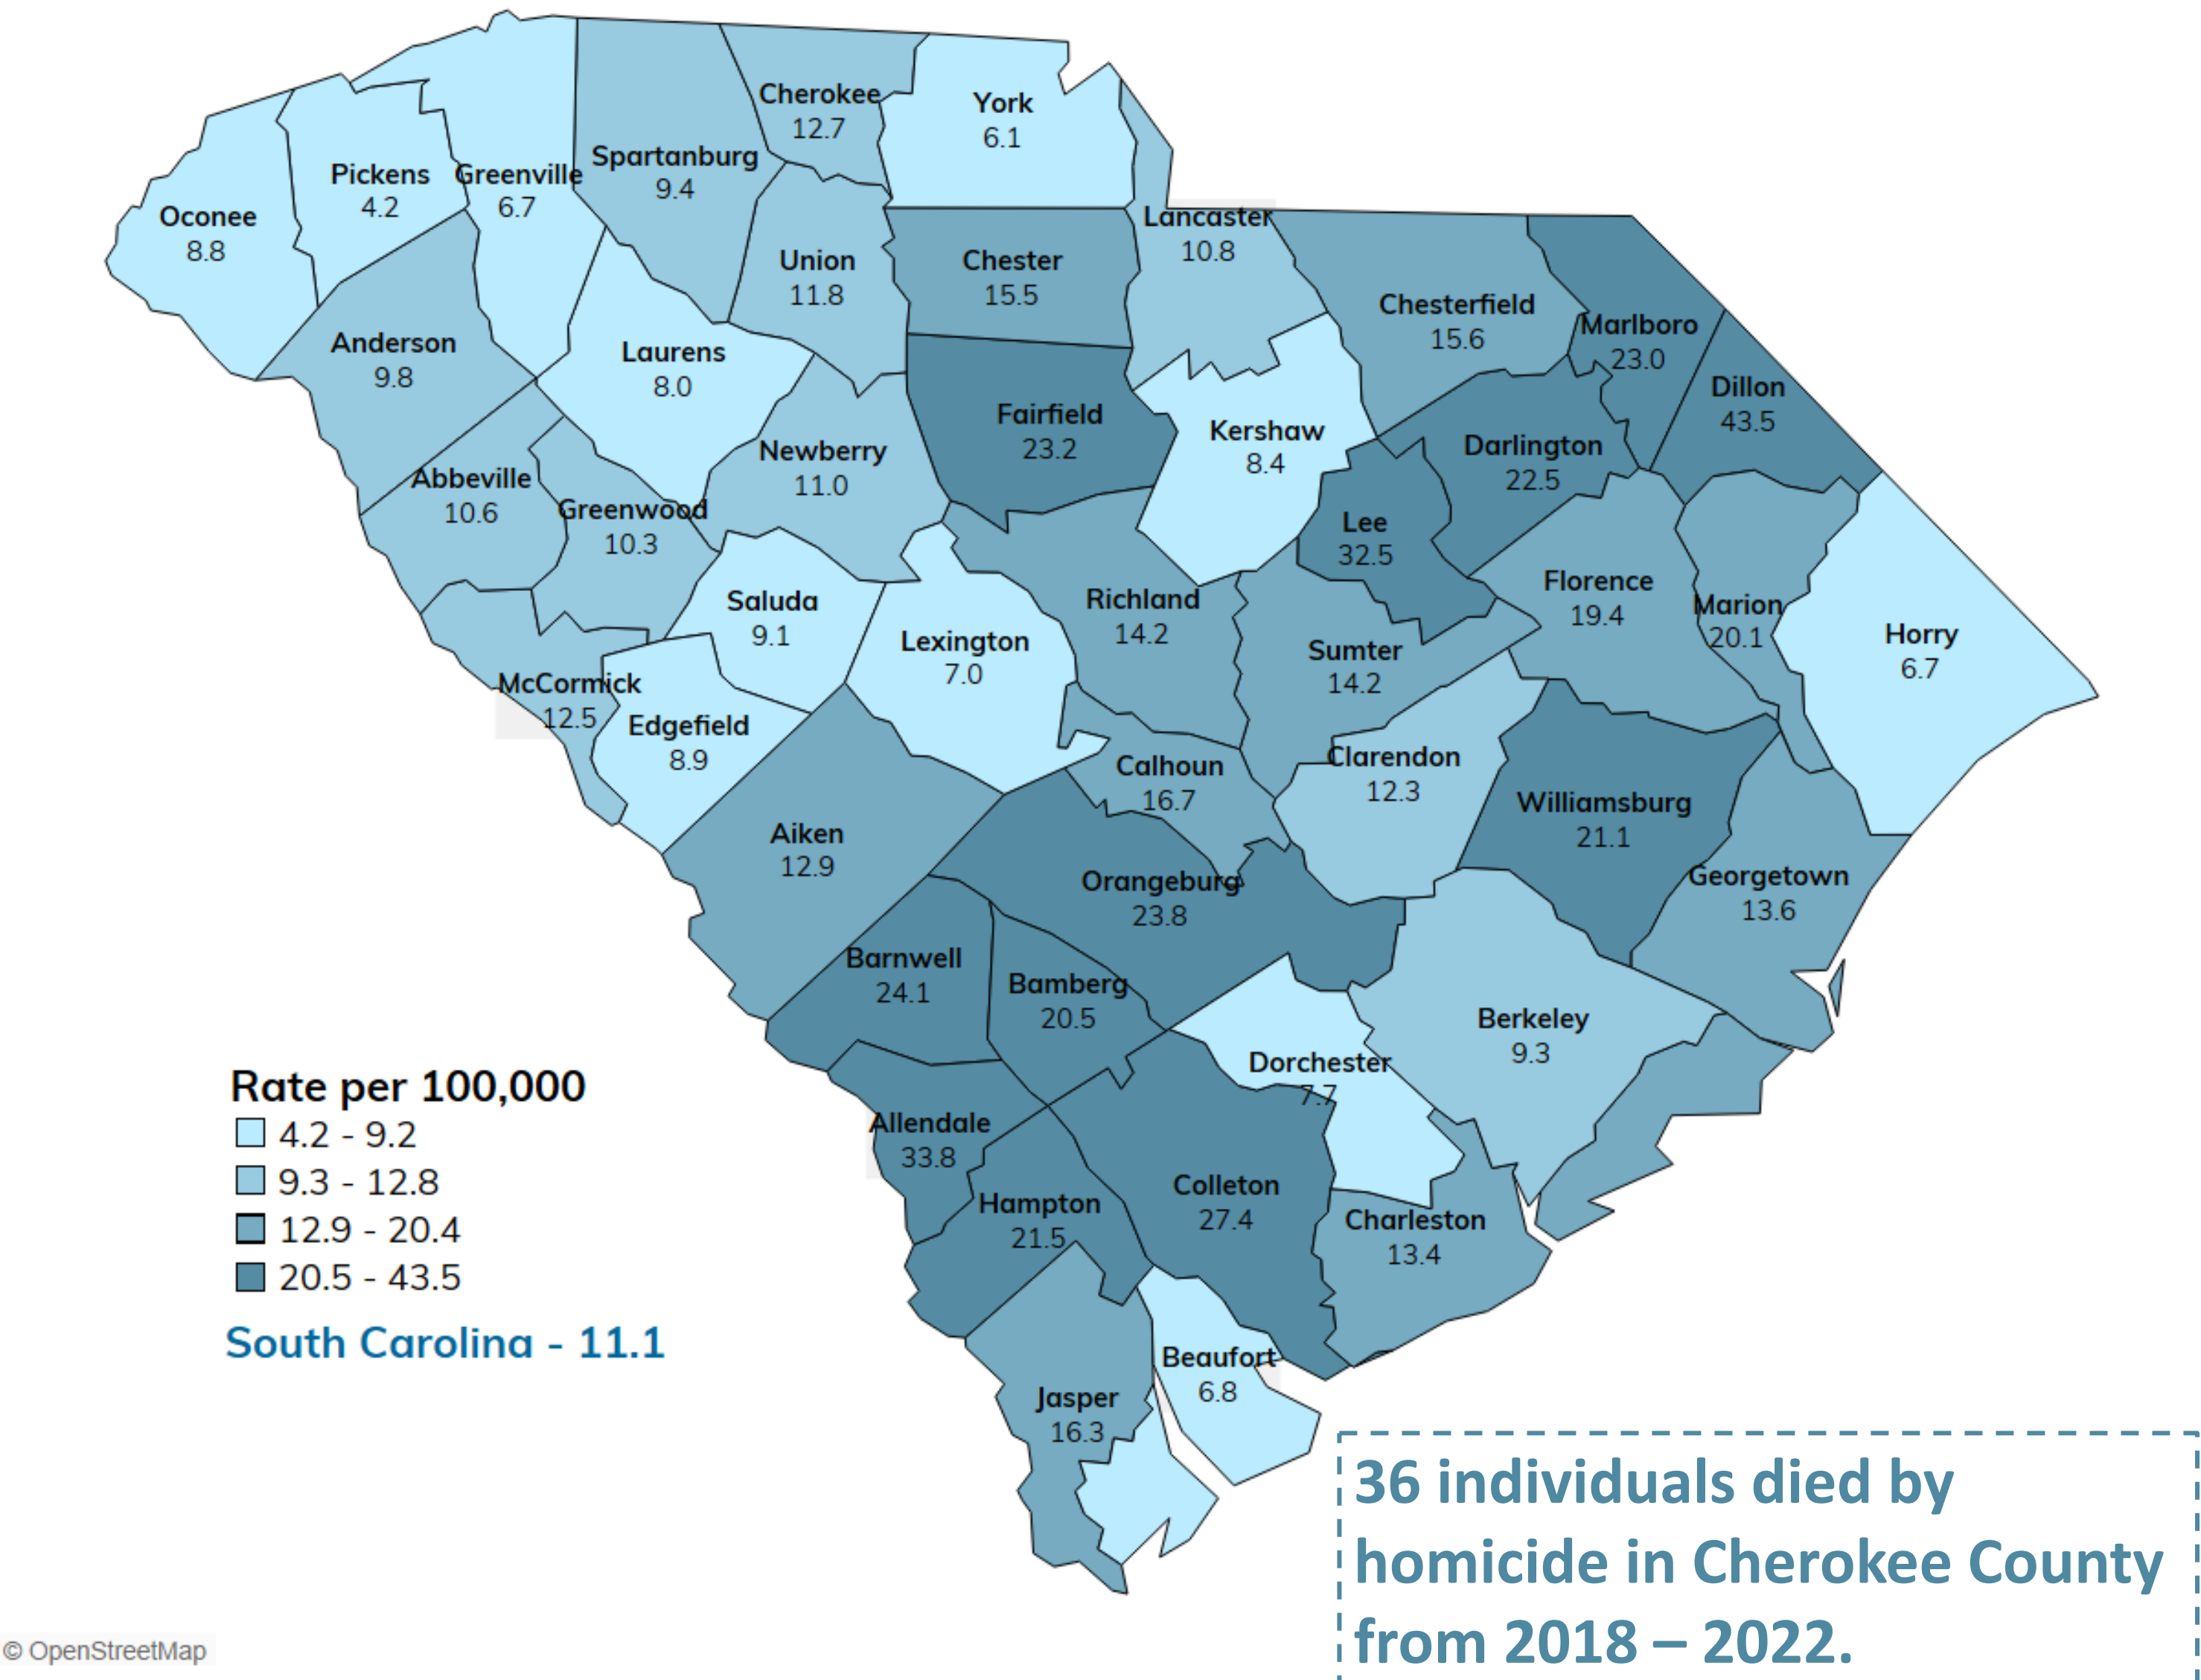 Cherokee
12.7
York
6.1
Spartanburg
9.4
Pickens
4.2
Greenville
6.7
Oconee
8.8
Lancaster
10.8
Union
11.8
Chester
15.5
Chesterfield
15.6
Marlboro
23.0
Anderson
9.8
Laurens
8.0
Dillon
43.5
Fairfield
23.2
Kershaw
8.4
Darlington
22.5
Newberry
11.0
Abbeville
10.6
Greenwood
10.3
Lee
32.5
Florence
19.4
Saluda
9.1
Richland
14.2
Marion
20.1
Horry
6.7
Lexington
7.0
Sumter
14.2
McCormick
12.5
Edgefield
8.9
Clarendon
12.3
Calhoun
16.7
Williamsburg
21.1
Aiken
12.9
Orangeburg
23.8
Georgetown
13.6
Barnwell
24.1
Bamberg
20.5
Berkeley
9.3
Dorchester
7.7
Allendale
33.8
Hampton
21.5
Colleton
27.4
Charleston
13.4
Beaufort
6.8
Jasper
16.3
Rate per 100,000
4.2 - 9.2
9.3 - 12.8
12.9 - 20.4
20.5 - 43.5
South Carolina - 11.1
36 individuals died by
homicide in Cherokee County
from 2018 – 2022.
© OpenStreetMap